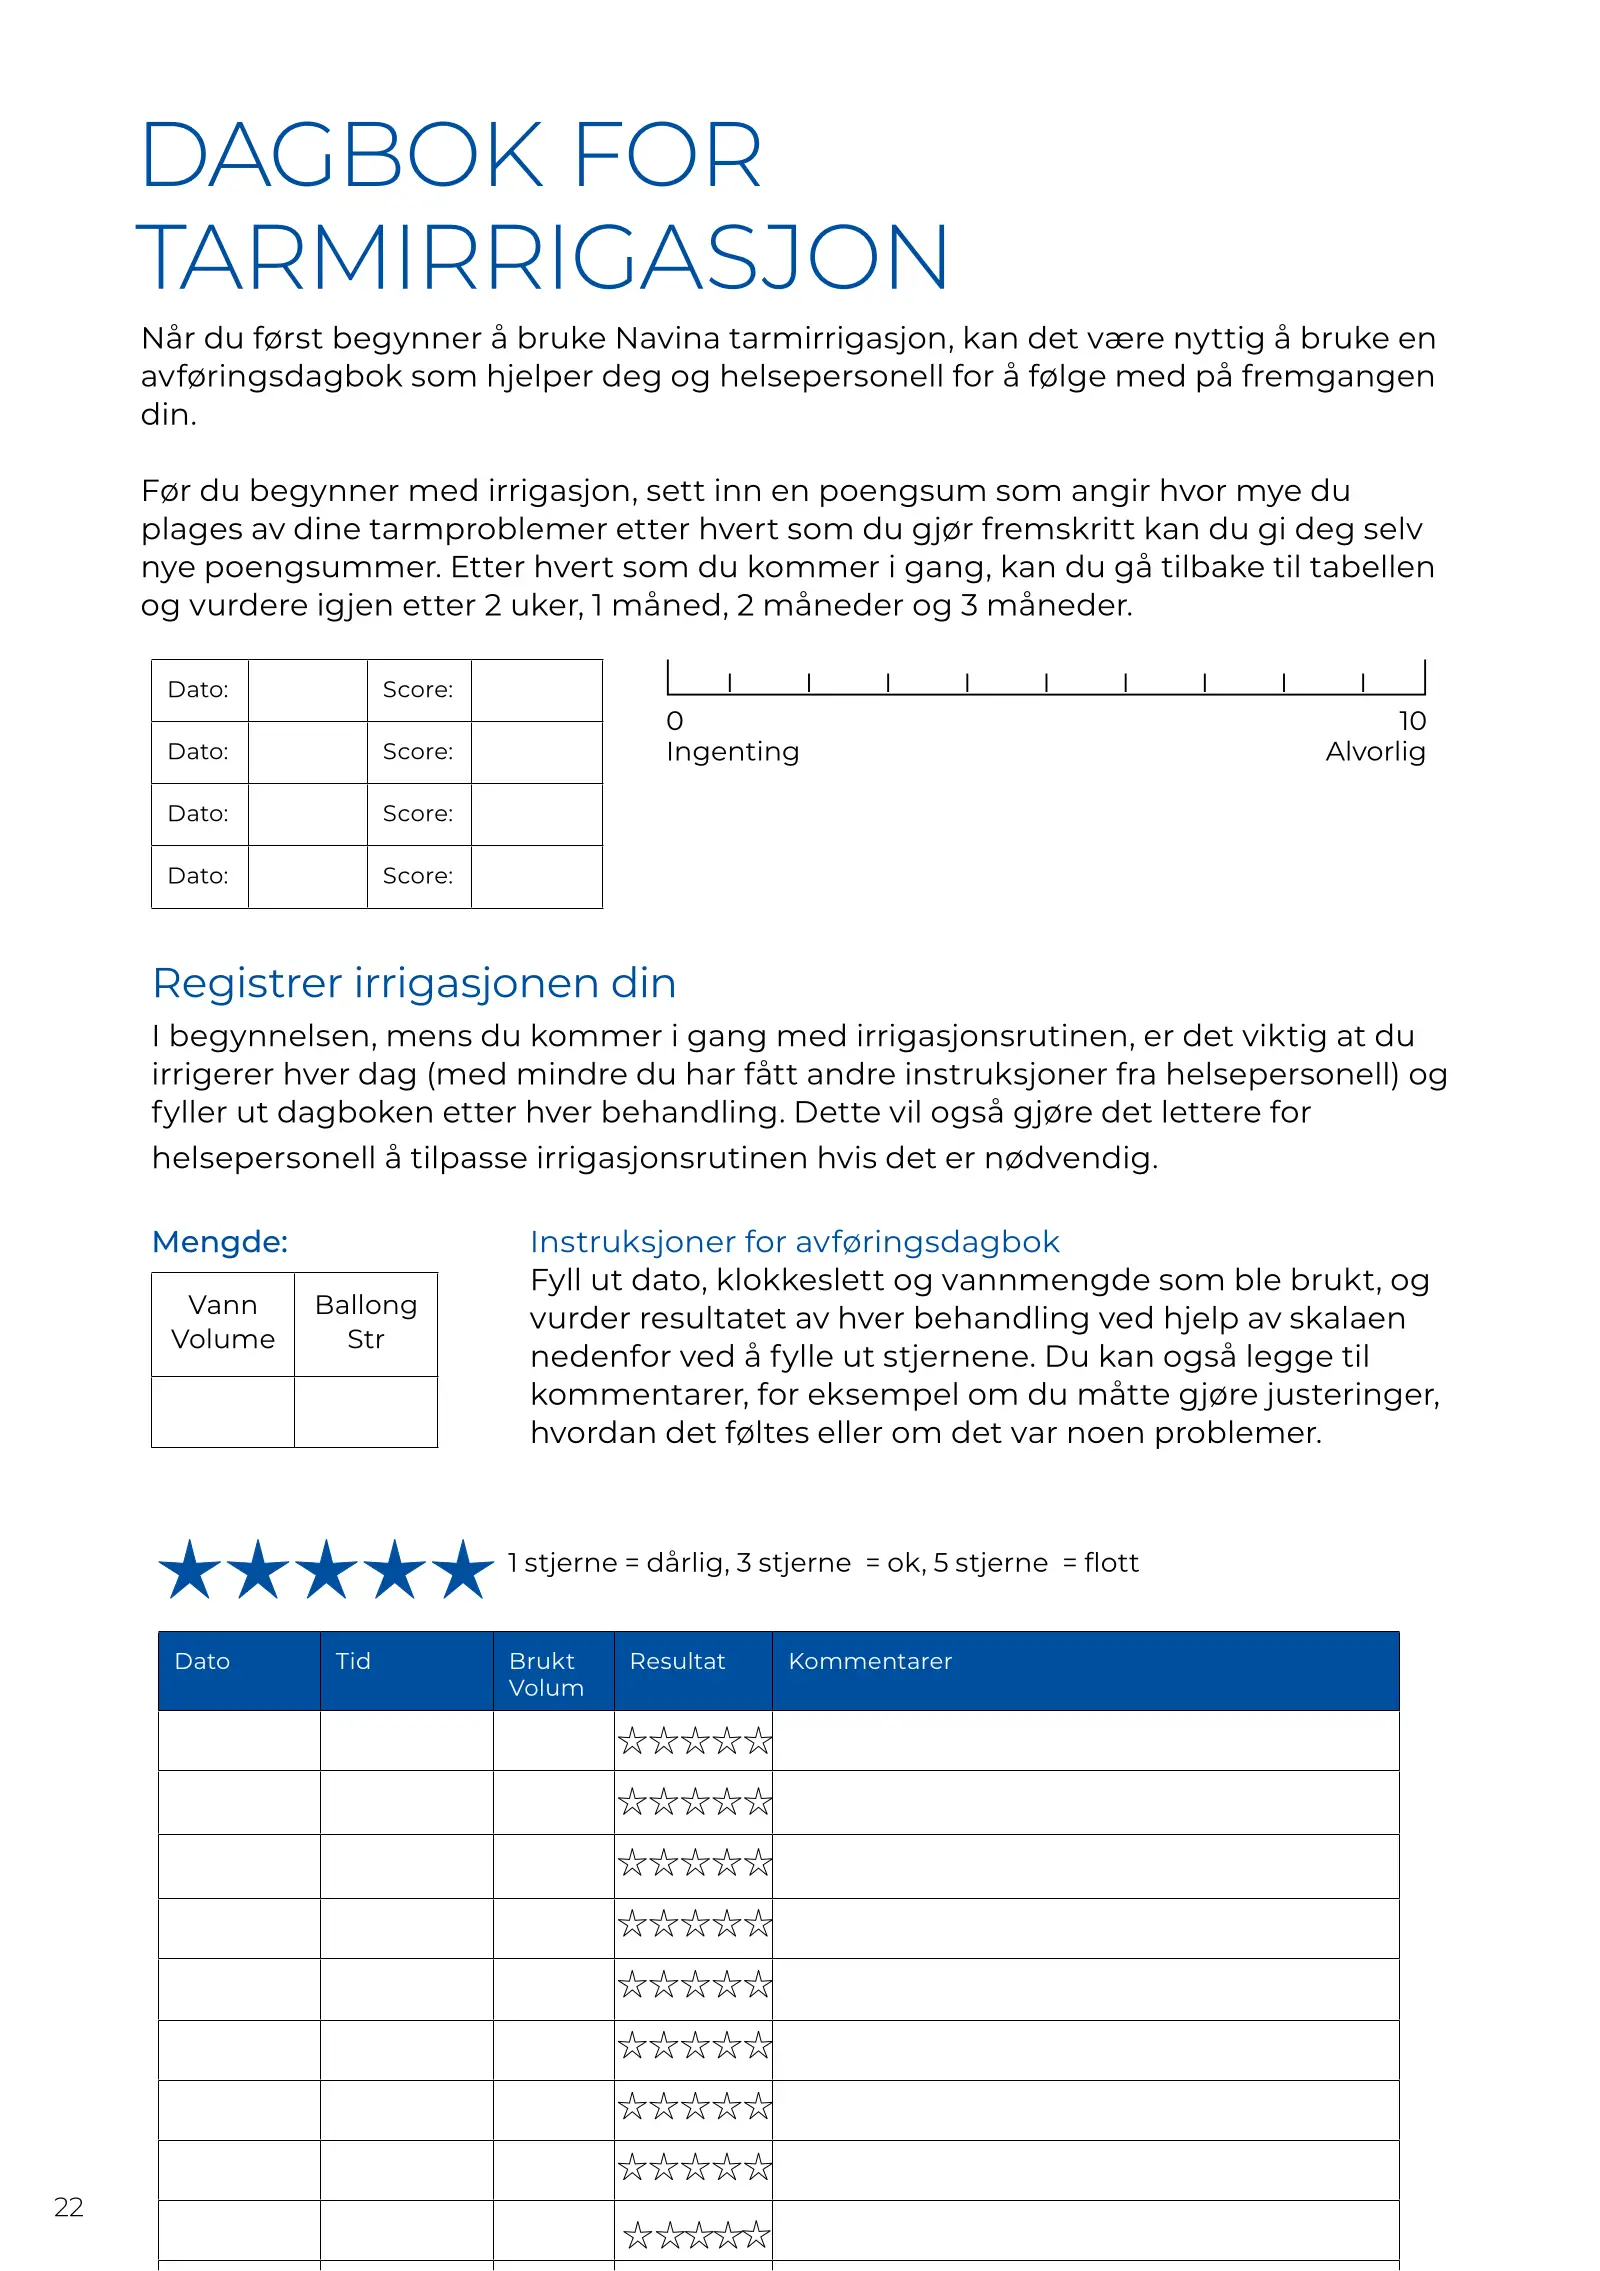 DAGBOK FOR
TARMIRRIGASJON
Når du først begynner å bruke Navina tarmirrigasjon, kan det være nyttig å bruke en
avføringsdagbok som hjelper deg og helsepersonell for å følge med på fremgangen
din.
Før du begynner med irrigasjon, sett inn en poengsum som angir hvor mye du
plages av dine tarmproblemer etter hvert som du gjør fremskritt kan du gi deg selv
nye poengsummer. Etter hvert som du kommer i gang, kan du gå tilbake til tabellen
og vurdere igjen etter 2 uker, 1 måned, 2 måneder og 3 måneder.
Dato: Score:
Dato: Score:
Dato: Score:
Dato: Score:
0 10
Ingenting Alvorlig
Registrer irrigasjonen din
I begynnelsen, mens du kommer i gang med irrigasjonsrutinen, er det viktig at du
irrigerer hver dag (med mindre du har fått andre instruksjoner fra helsepersonell) og
fyller ut dagboken etter hver behandling. Dette vil også gjøre det lettere for
helsepersonell å tilpasse irrigasjonsrutinen hvis det er nødvendig.
Mengde:
Vann Ballong
Volume Str
Instruksjoner for avføringsdagbok
Fyll ut dato, klokkeslett og vannmengde som ble brukt, og
vurder resultatet av hver behandling ved hjelp av skalaen
nedenfor ved å fylle ut stjernene. Du kan også legge til
kommentarer, for eksempel om du måtte gjøre justeringer,
hvordan det føltes eller om det var noen problemer.
1 stjerne = dårlig, 3 stjerne = ok, 5 stjerne = flott
Dato Tid Brukt Resultat Kommentarer
Volum
22